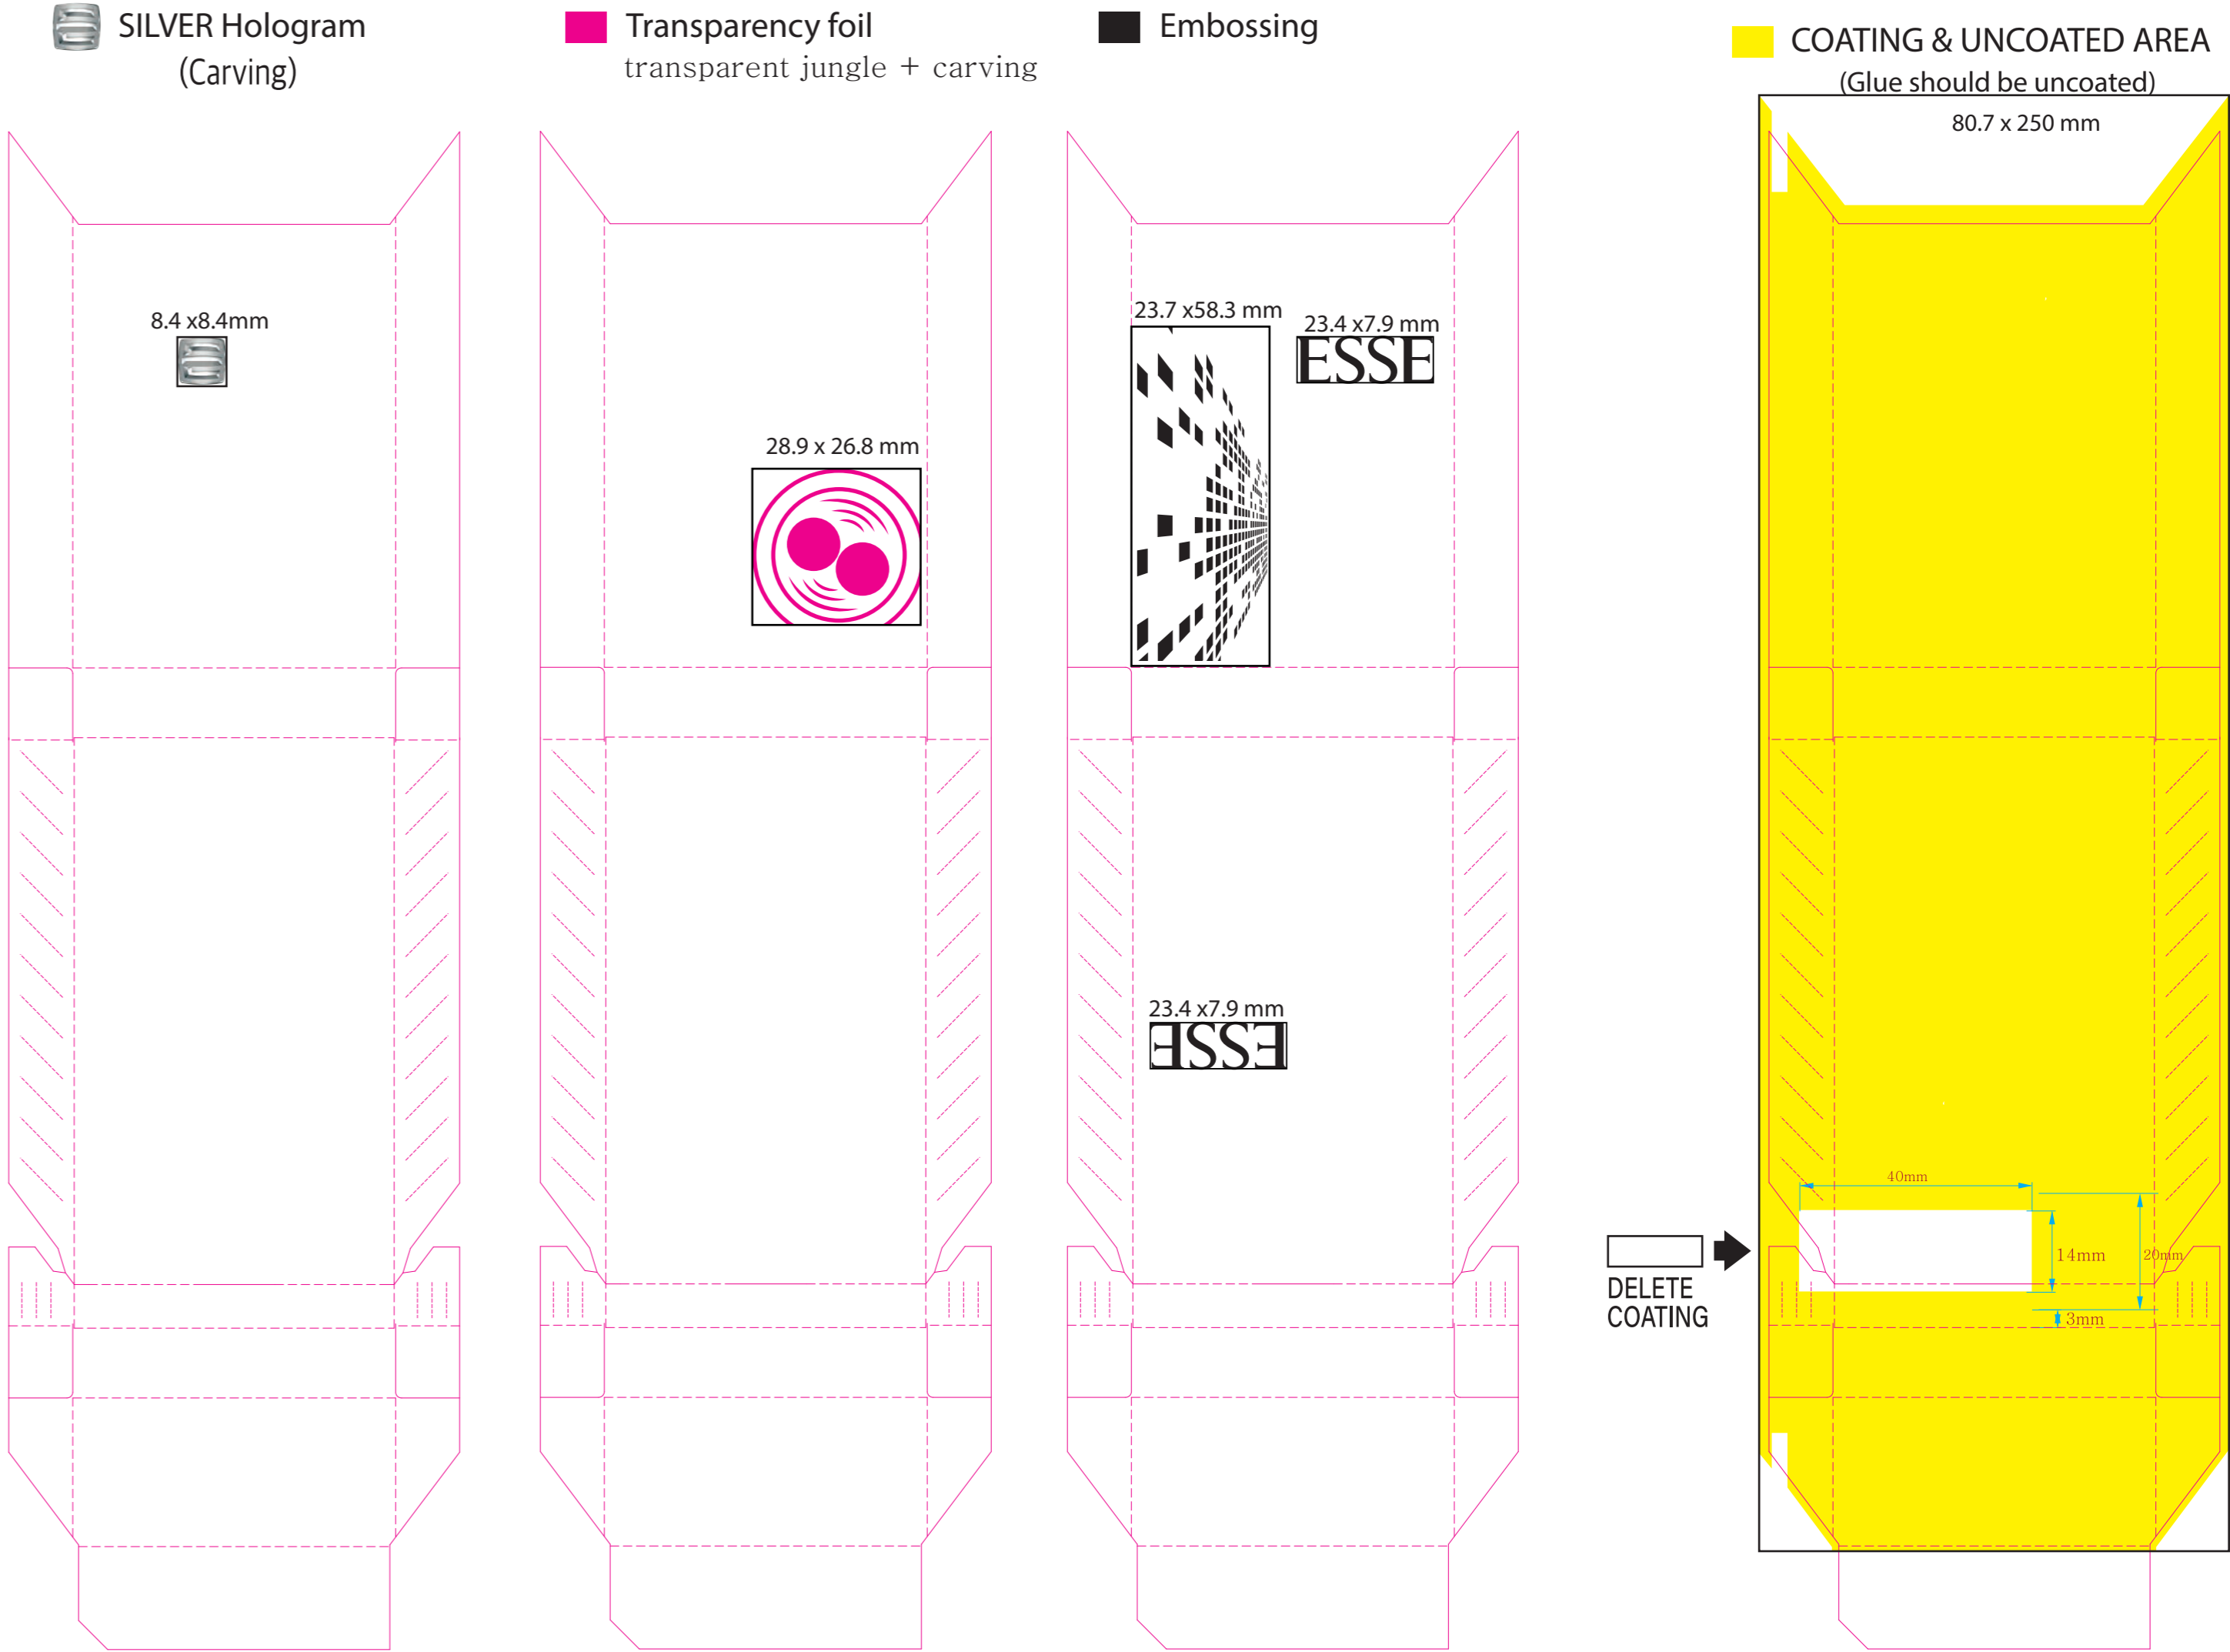 SILVER Hologram
(Carving)
Transparency foil
transparent jungle + carving
Embossing
COATING & UNCOATED AREA
(Glue should be uncoated)
80.7 x 250 mm
8.4 x8.4mm
28.9 x 26.8 mm
23.7 x58.3 mm
23.4 x7.9 mm
ESSE
23.4 x7.9 mm
ESSE
40mm
14mm
20mm
3mm
DELETE
COATING